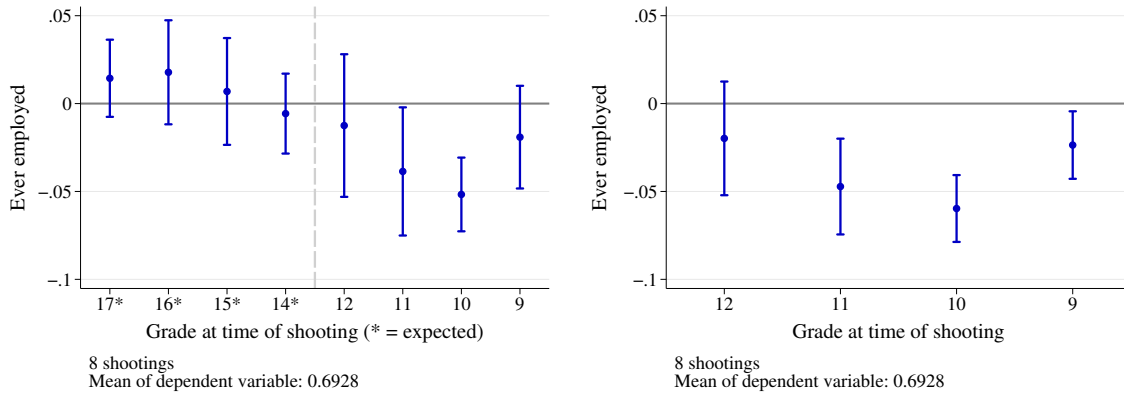 .05
0
−.05
−.1
Ever employed
17* 16* 15* 14* 12 11 10 9
Grade at time of shooting (* = expected)
8 shootings
Mean of dependent variable: 0.6928
.05
0
−.05
−.1
Ever employed
12 11 10 9
Grade at time of shooting
8 shootings
Mean of dependent variable: 0.6928